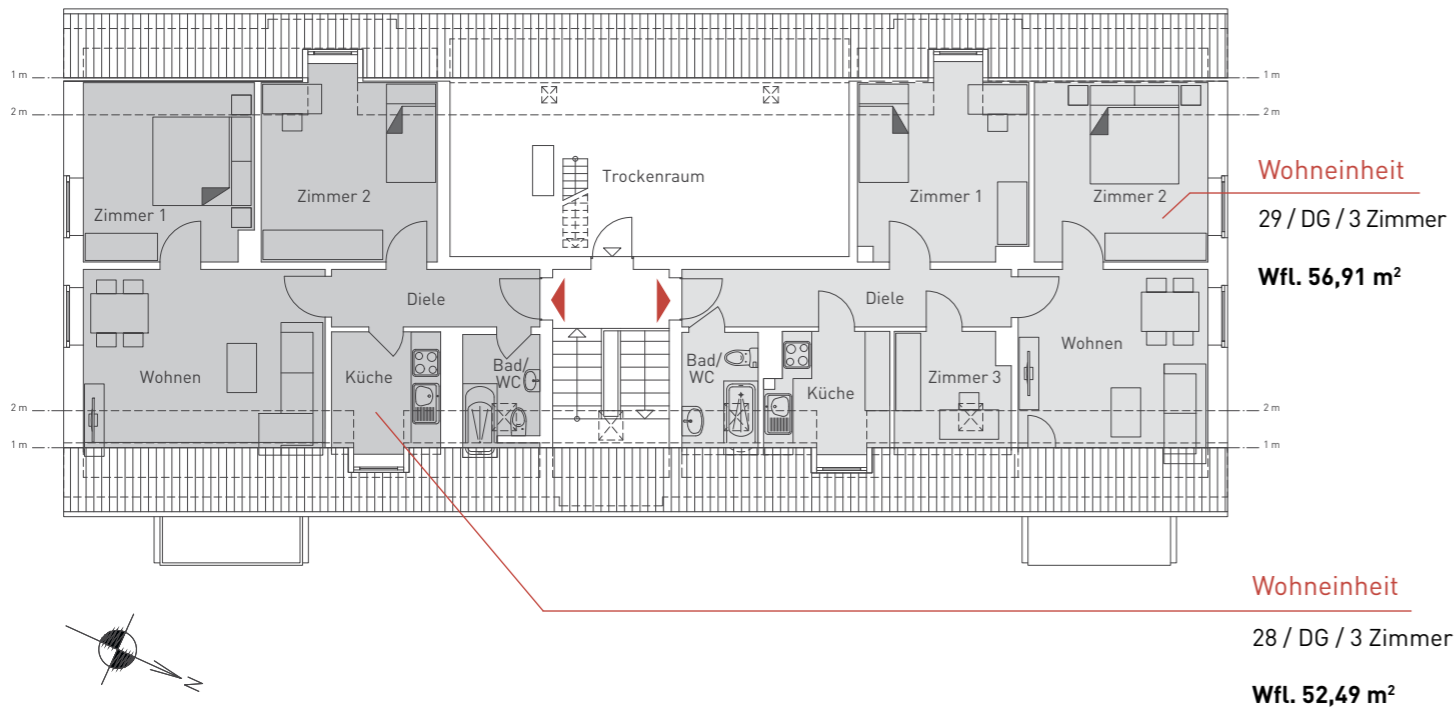 1 m
1 m
2 m
2 m
Wohneinheit
29 / DG / 3 Zimmer
Wfl. 56,91 m²
Trockenraum
Zimmer 1
Zimmer 2
Zimmer 1
Zimmer 2
Diele
Diele
Wohnen
Küche
Bad/
WC
Bad/
WC
Küche
Zimmer 3
Wohnen
2 m
2 m
1 m
1 m
Wohneinheit
28 / DG / 3 Zimmer
Wfl. 52,49 m²
N